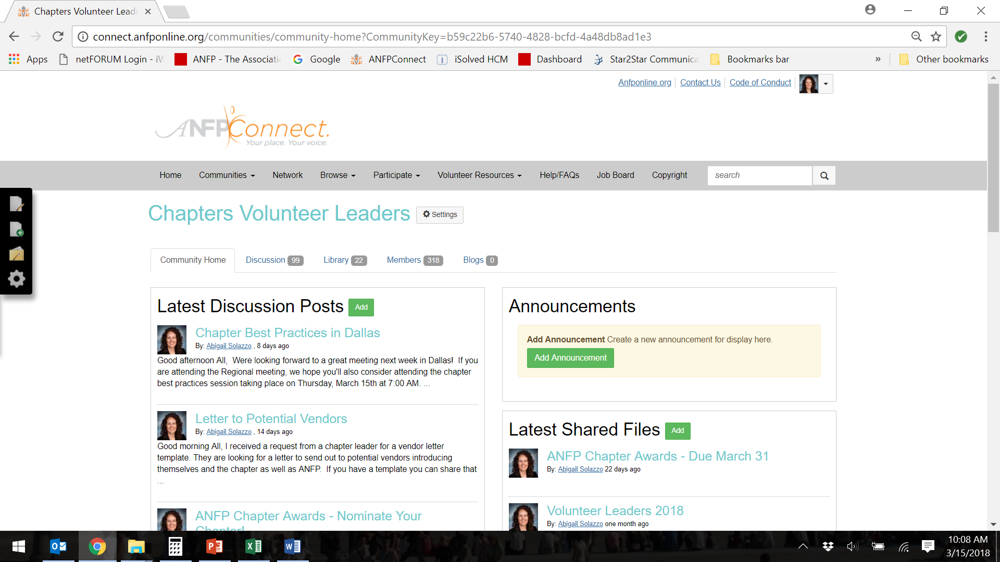 Chapters Volunteer Lead
connect.anfponline.org/communities/community-home?CommunityKey=b59c22b6-5740-4828-bcfd-4a48db8ad1e3
Apps netFORUM Login - iW ANFP - The Associatio Google ANFPConnect iSolved HCM Dashboard Star2Star Communica Bookmarks bar » Other bookmarks
Anfponline.org Contact Us Code of Conduct
ANFPConnect.
Your place. Your voice.
Home Communities Network Browse Participate Volunteer Resources Help/FAQs Job Board Copyright search
Chapters Volunteer Leaders Settings
Community Home Discussion 99 Library 22 Members 318 Blogs 0
Latest Discussion Posts Add
Chapter Best Practices in Dallas
By: Abigail Solazzo , 8 days ago
Good afternoon All,  Were looking forward to a great meeting next week in Dallas!  If you
are attending the Regional meeting, we hope you'll also consider attending the chapter
best practices session taking place on Thursday, March 15th at 7:00 AM. ...
Letter to Potential Vendors
By: Abigail Solazzo , 14 days ago
Good morning All, I received a request from a chapter leader for a vendor letter
template. They are looking for a letter to send out to potential vendors introducing
themselves and the chapter as well as ANFP.  If you have a template you can share that
...
ANFP Chapter Awards - Nominate Your
Chapter!
Announcements
Add Announcement Create a new announcement for display here.
Add Announcement
Latest Shared Files Add
ANFP Chapter Awards - Due March 31
By: Abigail Solazzo 22 days ago
Volunteer Leaders 2018
By: Abigail Solazzo one month ago
10:08 AM
3/15/2018